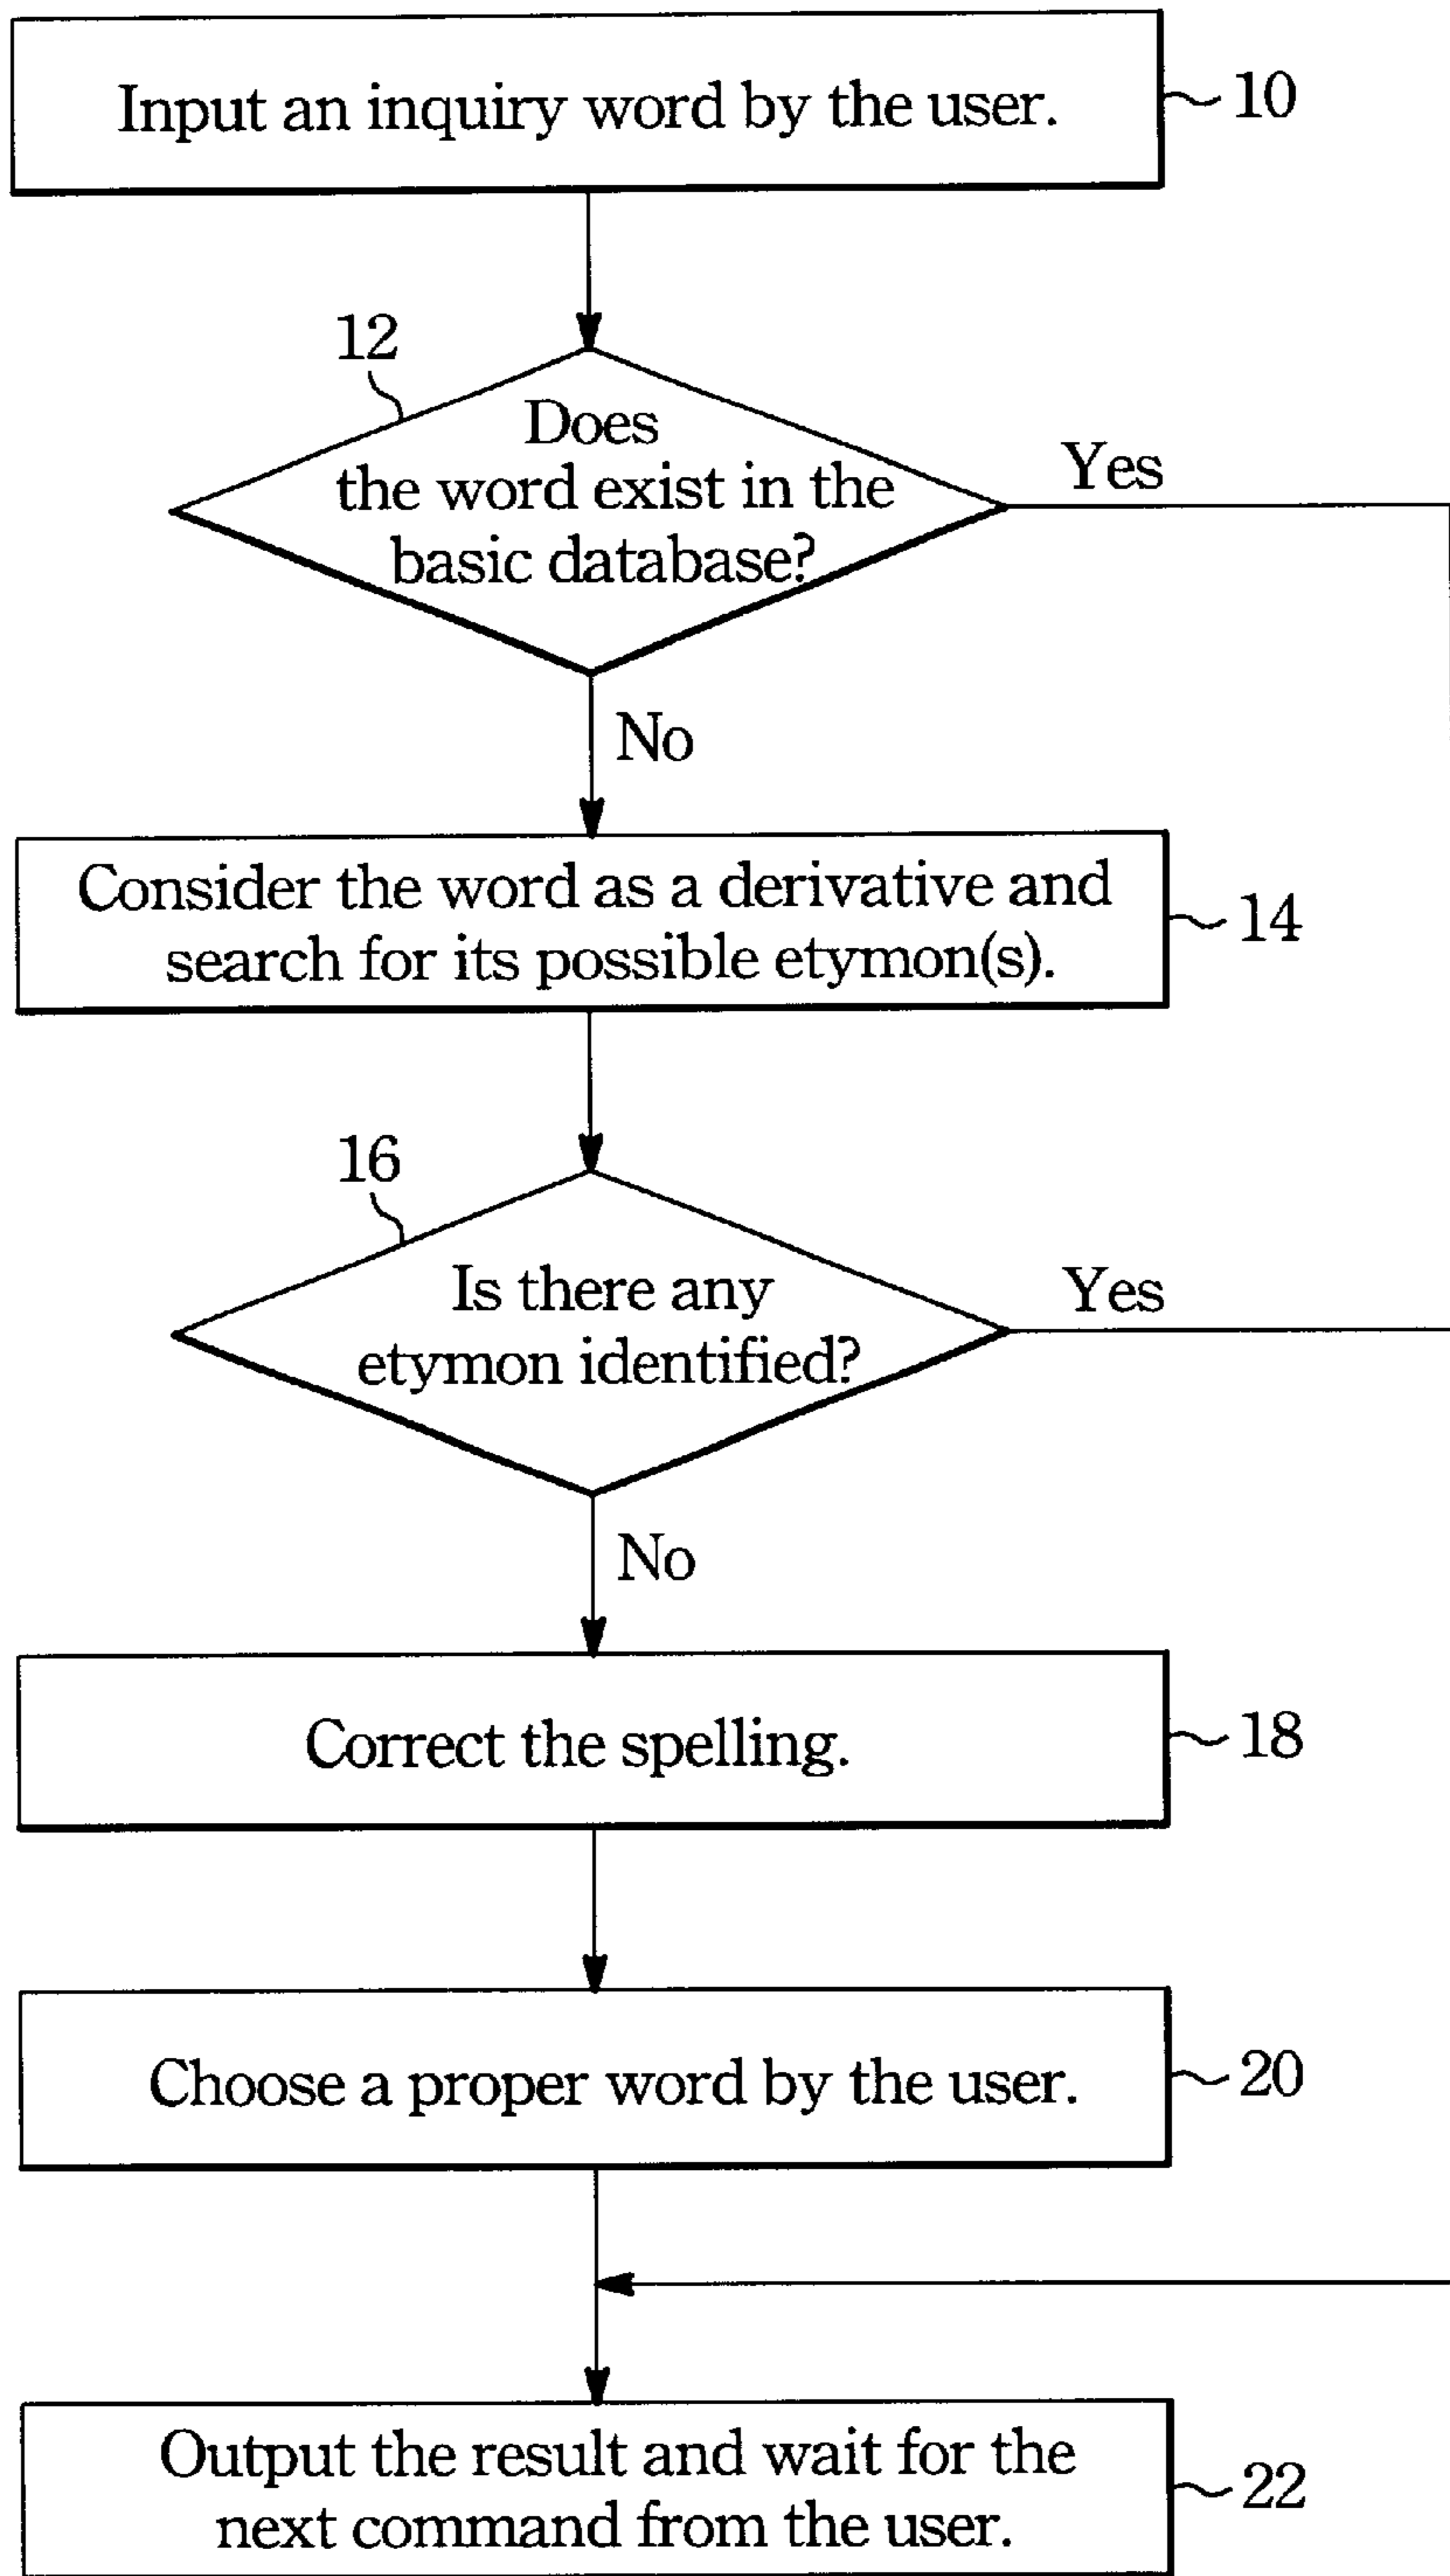 Input an inquiry word by the user.
10
12
Does
the word exist in the
basic database?
Yes
No
Consider the word as a derivative and
search for its possible etymon(s).
14
16
Is there any
etymon identified?
Yes
No
Correct the spelling.
18
Choose a proper word by the user.
20
Output the result and wait for the
next command from the user.
22